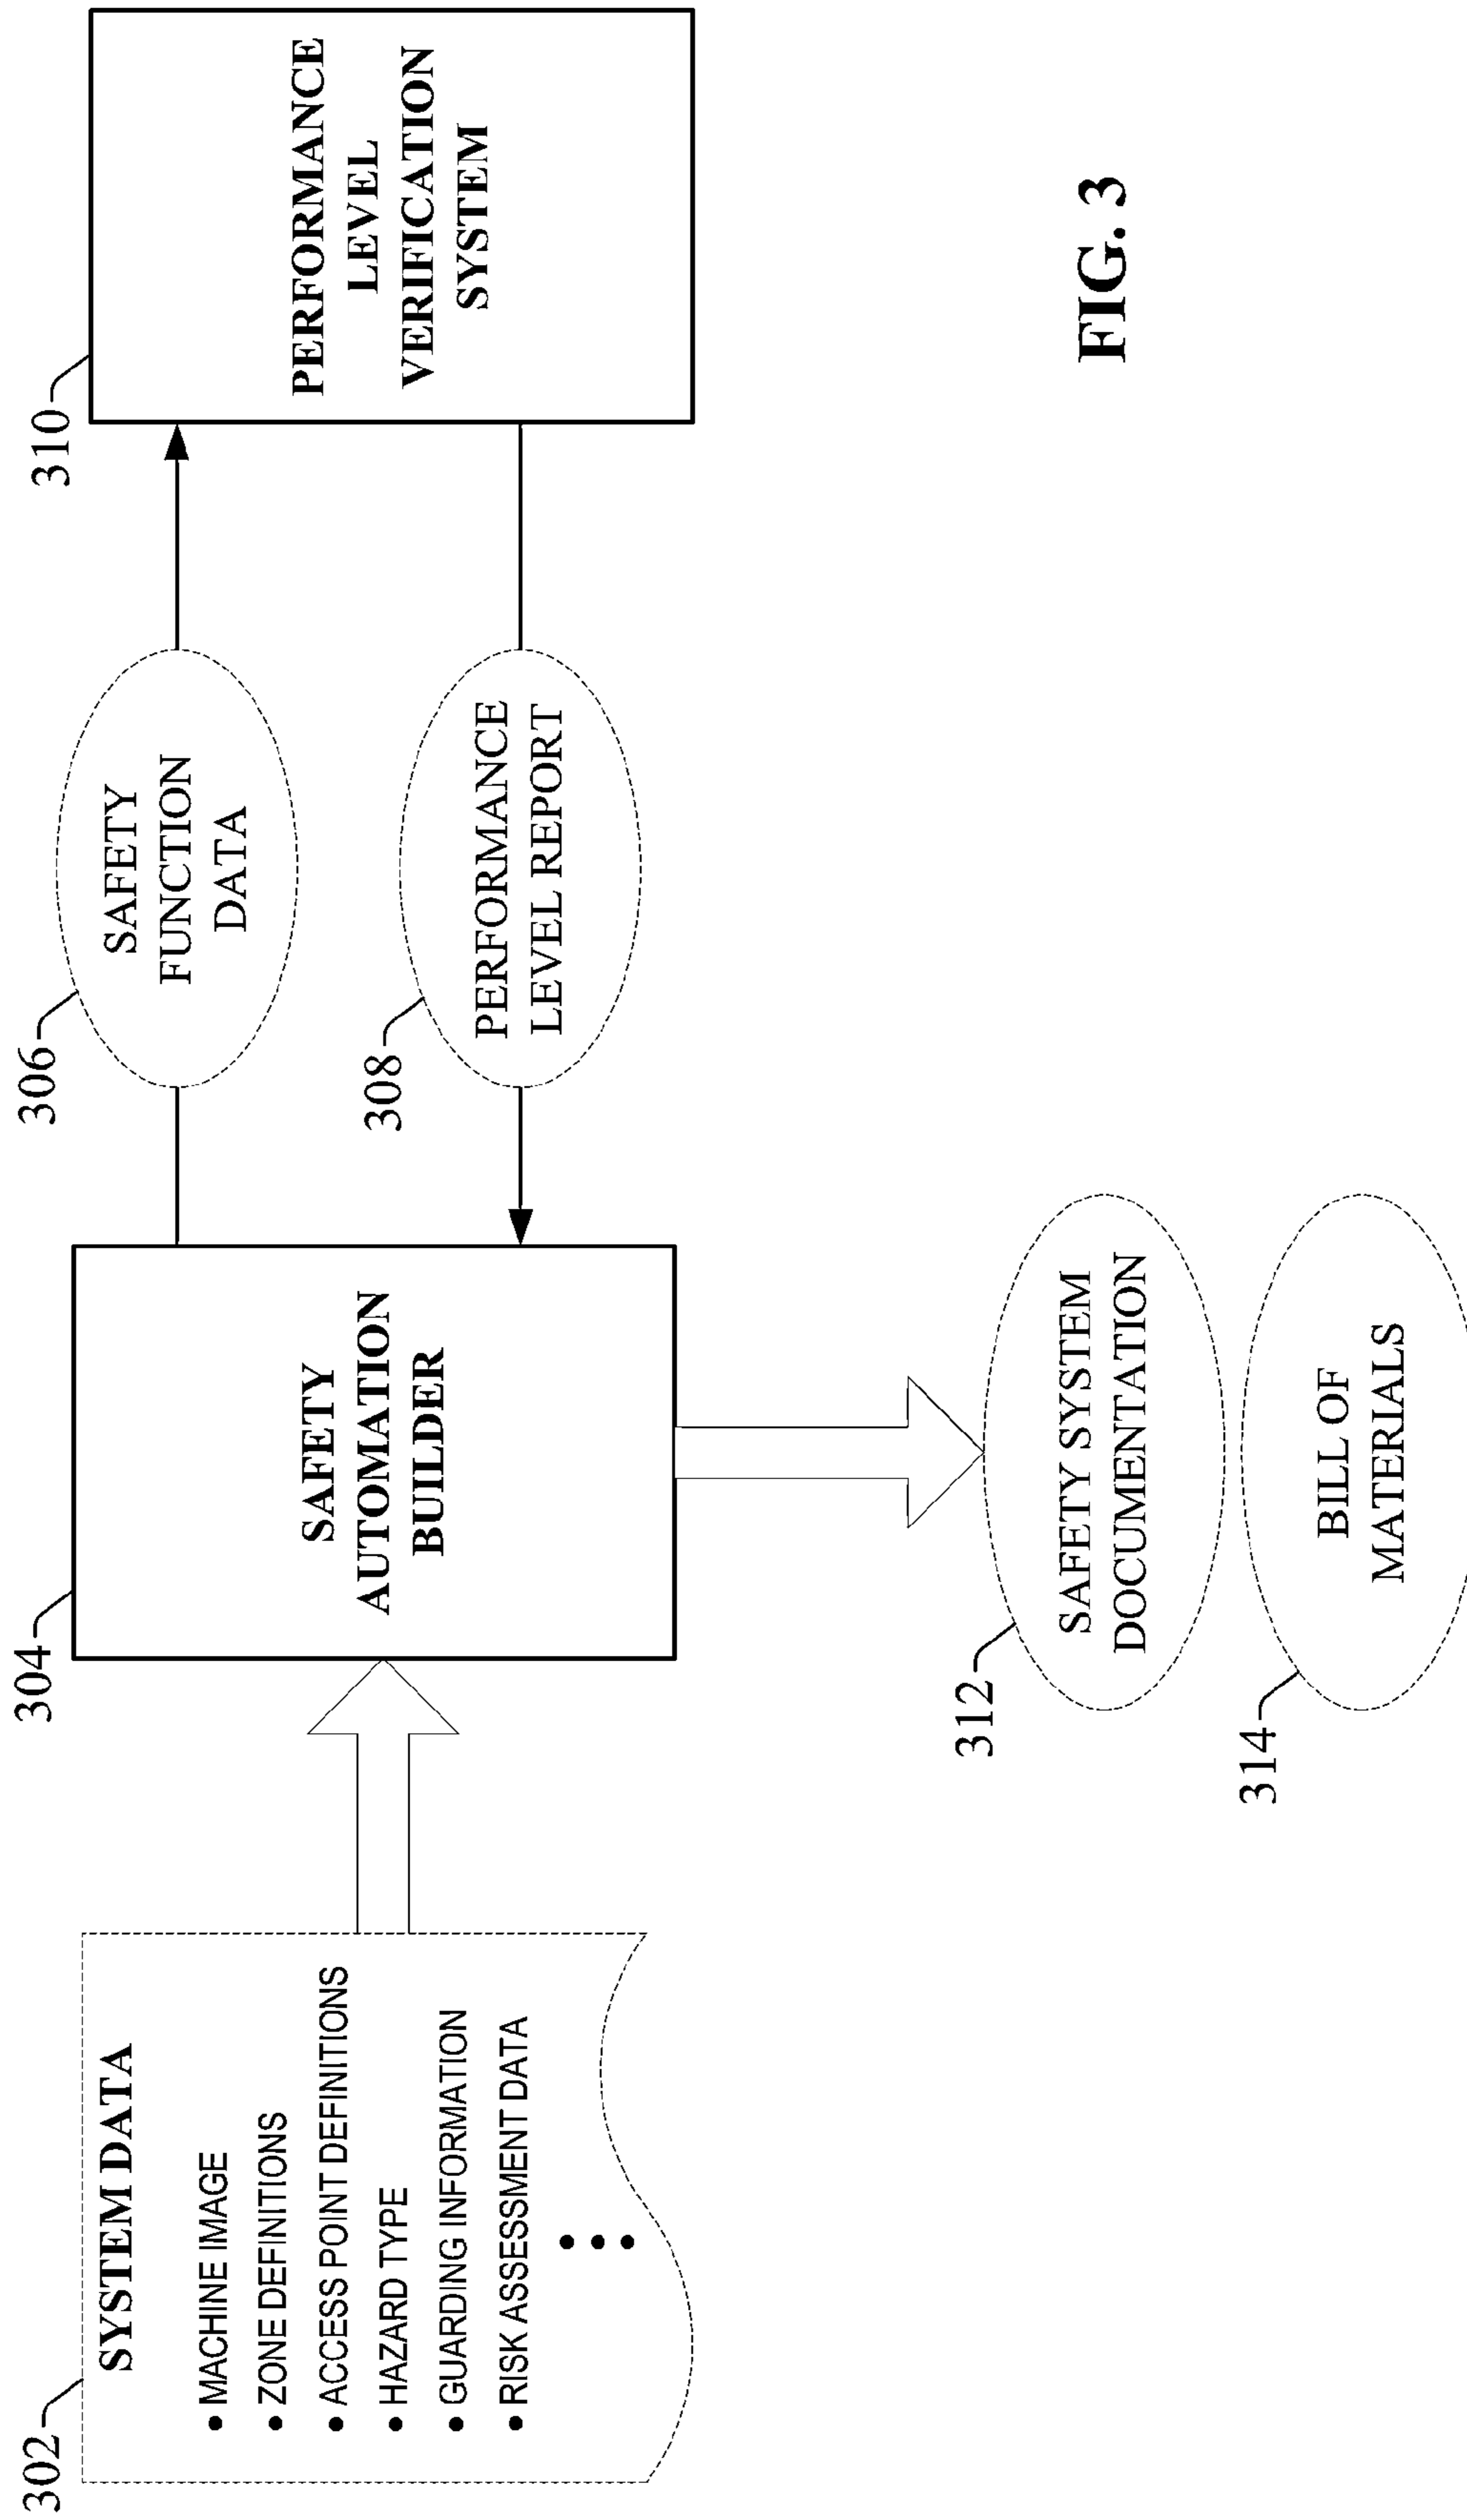 302
SYSTEM DATA
• MACHINE IMAGE
• ZONE DEFINITIONS
• ACCESS POINT DEFINITIONS
• HAZARD TYPE
• GUARDING INFORMATION
• RISK ASSESSMENT DATA
304
SAFETY
AUTOMATION
BUILDER
306
SAFETY
FUNCTION
DATA
308
PERFORMANCE
LEVEL REPORT
310
PERFORMANCE
LEVEL
VERIFICATION
SYSTEM
312
SAFETY SYSTEM
DOCUMENTATION
314
BILL OF
MATERIALS
FIG. 3